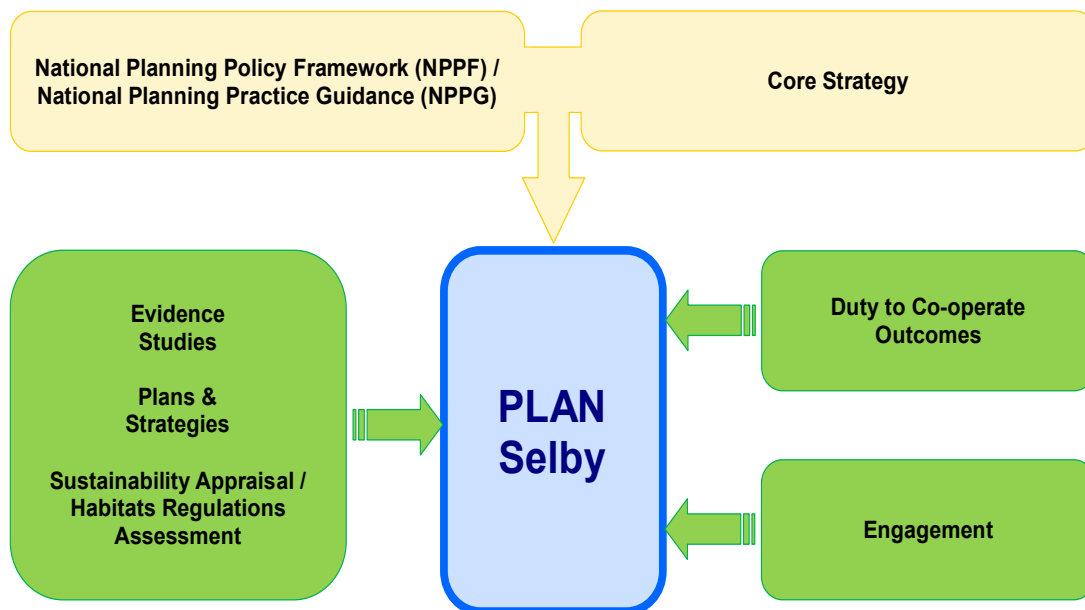 National Planning Policy Framework (NPPF) /
National Planning Practice Guidance (NPPG)
Core Strategy
Evidence
Studies
Plans &
Strategies
Sustainability Appraisal /
Habitats Regulations
Assessment
PLAN
Selby
Duty to Co-operate
Outcomes
Engagement